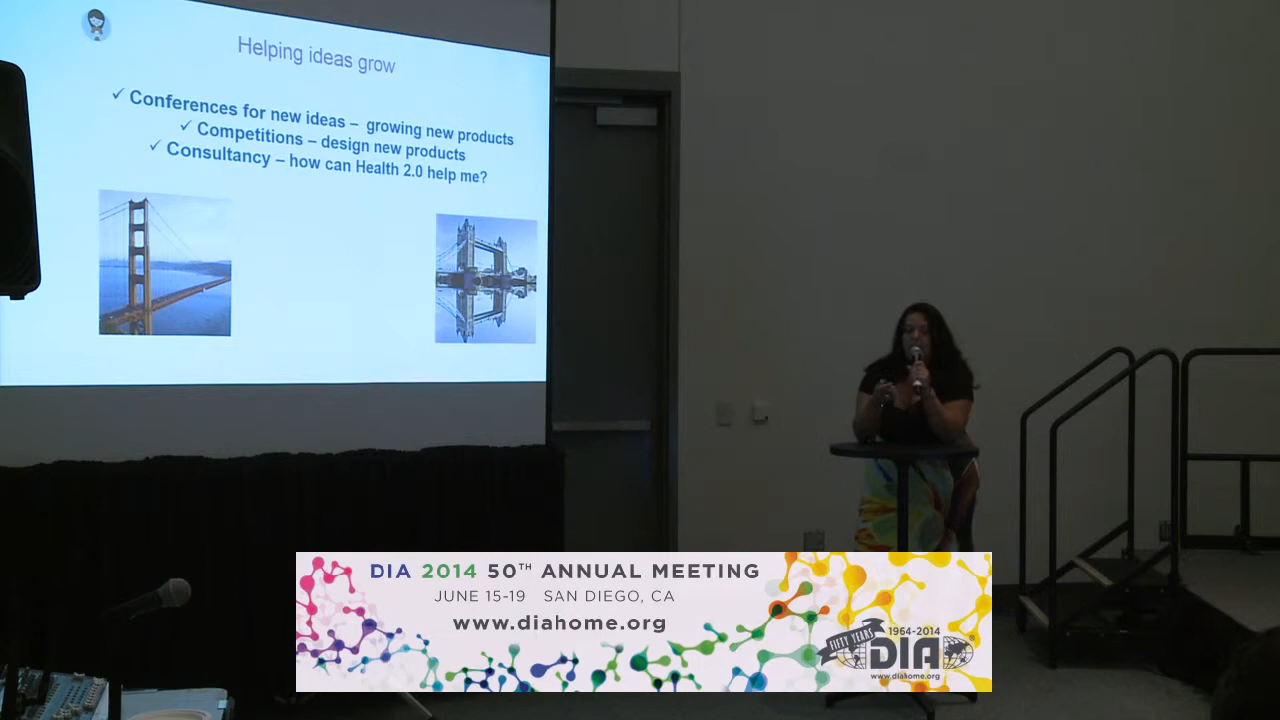 Helping ideas grow
✓ Conferences for new ideas – growing new products
✓ Competitions – design new products
✓ Consultancy – how can Health 2.0 help me?
DIA 2014 50TH ANNUAL MEETING
JUNE 15-19 SAN DIEGO, CA
www.diahome.org
FIFTY YEARS
1964-2014
DIA
®
www.diahome.org